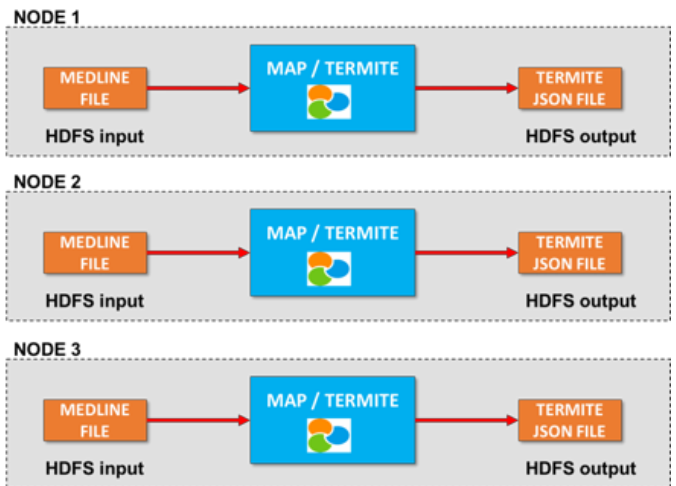 NODE 1
MEDLINE
FILE
HDFS input
MAP / TERMITE
TERMITE
JSON FILE
HDFS output
NODE 2
MEDLINE
FILE
HDFS input
MAP / TERMITE
TERMITE
JSON FILE
HDFS output
NODE 3
MEDLINE
FILE
HDFS input
MAP / TERMITE
TERMITE
JSON FILE
HDFS output